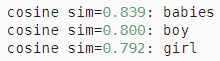 cosine sim=0.839: babies
cosine sim=0.800: boy
cosine sim=0.792: girl